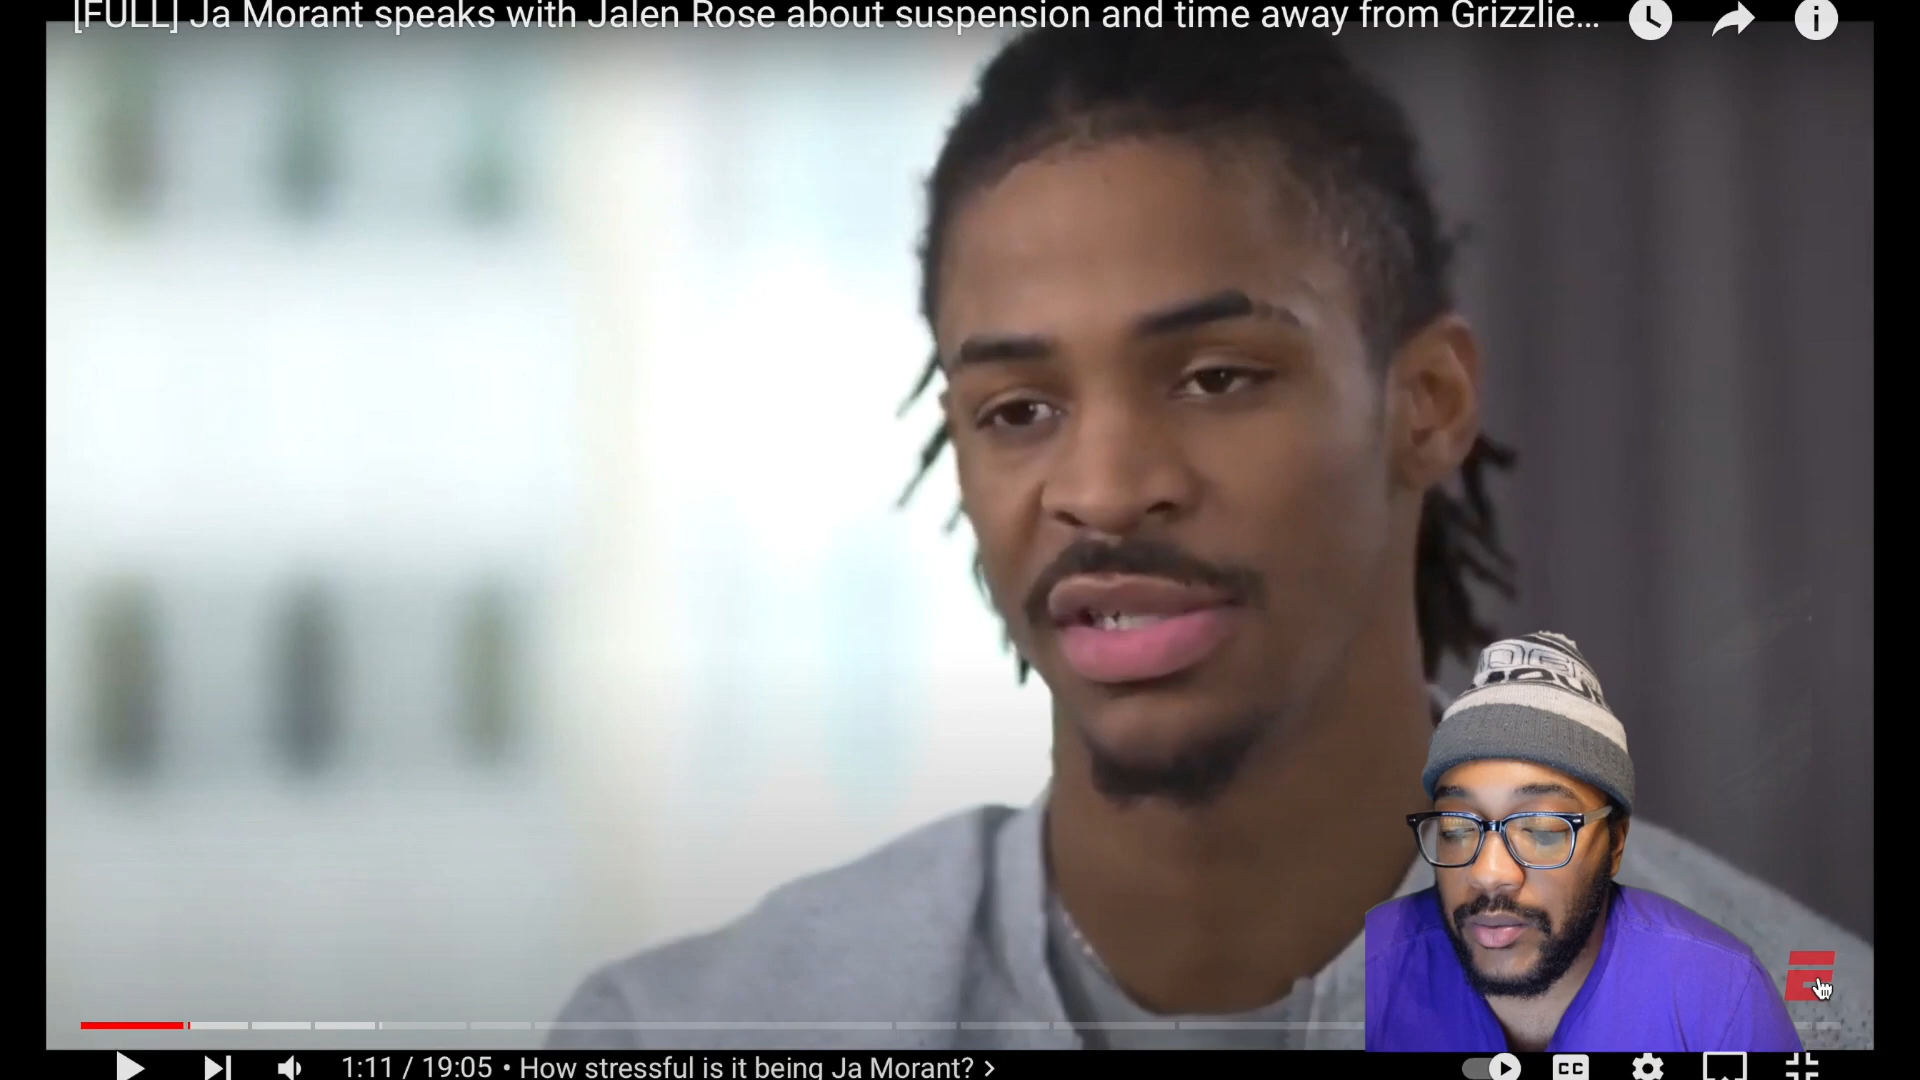 [FULL] Ja Morant speaks with Jalen Rose about suspension and time away from Grizzlie...
1:11 / 19:05 • How stressful is it being Ja Morant? >
CC